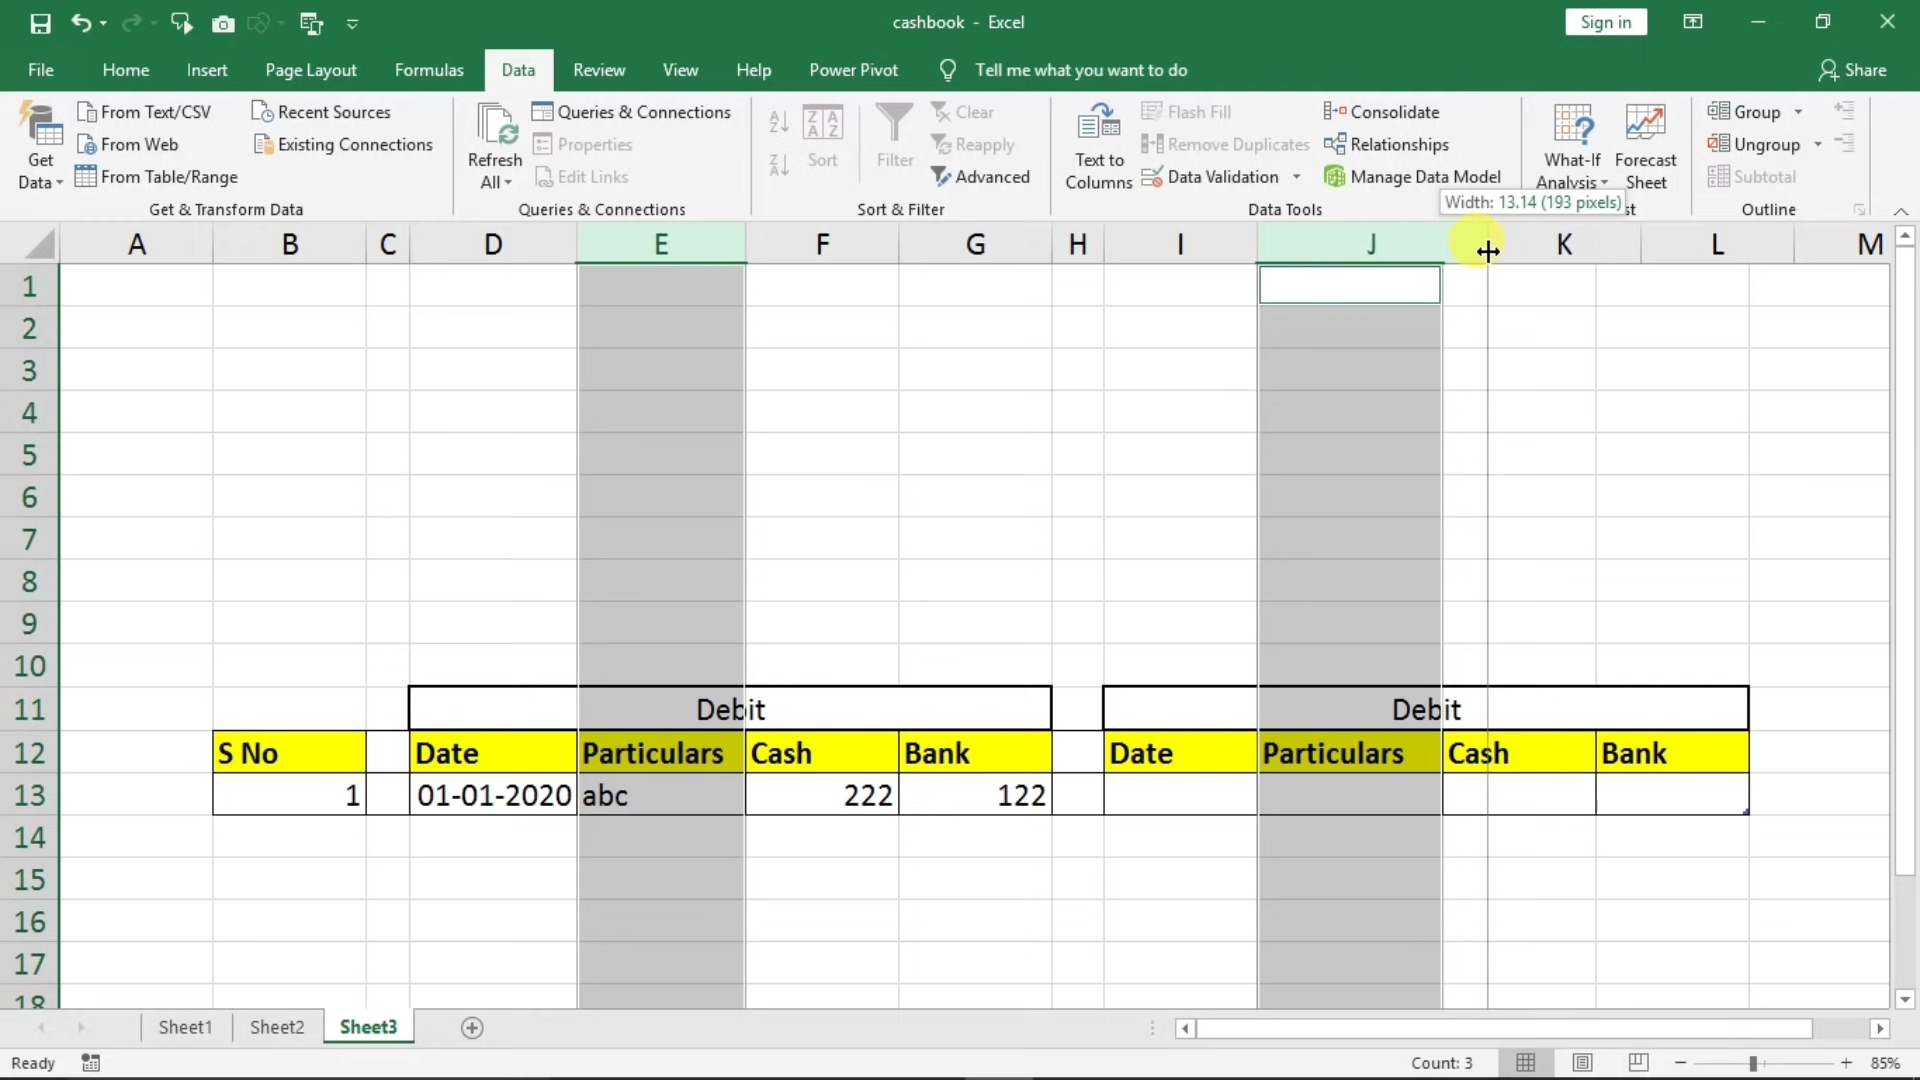 cashbook - Excel
Sign in
File Home Insert Page Layout Formulas Data Review View Help Power Pivot Tell me what you want to do Share
Get Data
From Text/CSV
From Web
From Table/Range
Recent Sources
Existing Connections
Get & Transform Data
Refresh All
Queries & Connections
Properties
Edit Links
Queries & Connections
Sort
Filter
Clear
Reapply
Advanced
Sort & Filter
Text to Columns
Flash Fill
Remove Duplicates
Data Validation
Consolidate
Relationships
Manage Data Model
Data Tools
What-If Analysis
Forecast Sheet
Group
Ungroup
Subtotal
Outline
Width: 13.14 (193 pixels)
A B C D E F G H I J K L M
1
2
3
4
5
6
7
8
9
10
11 Debit Debit
12 S No Date Particulars Cash Bank Date Particulars Cash Bank
13 1 01-01-2020 abc 222 122
14
15
16
17
18
Sheet1 Sheet2 Sheet3
Ready Count: 3 85%